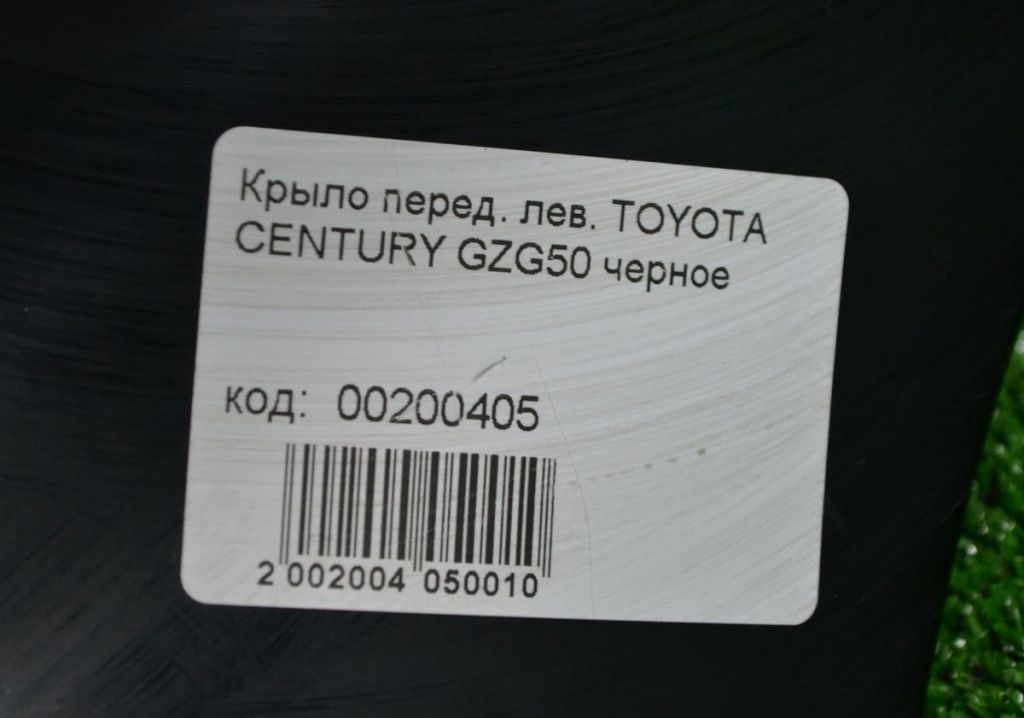 Крыло перед. лев. TOYOTA
CENTURY GZG50 черное
код: 00200405
2 002004 050010